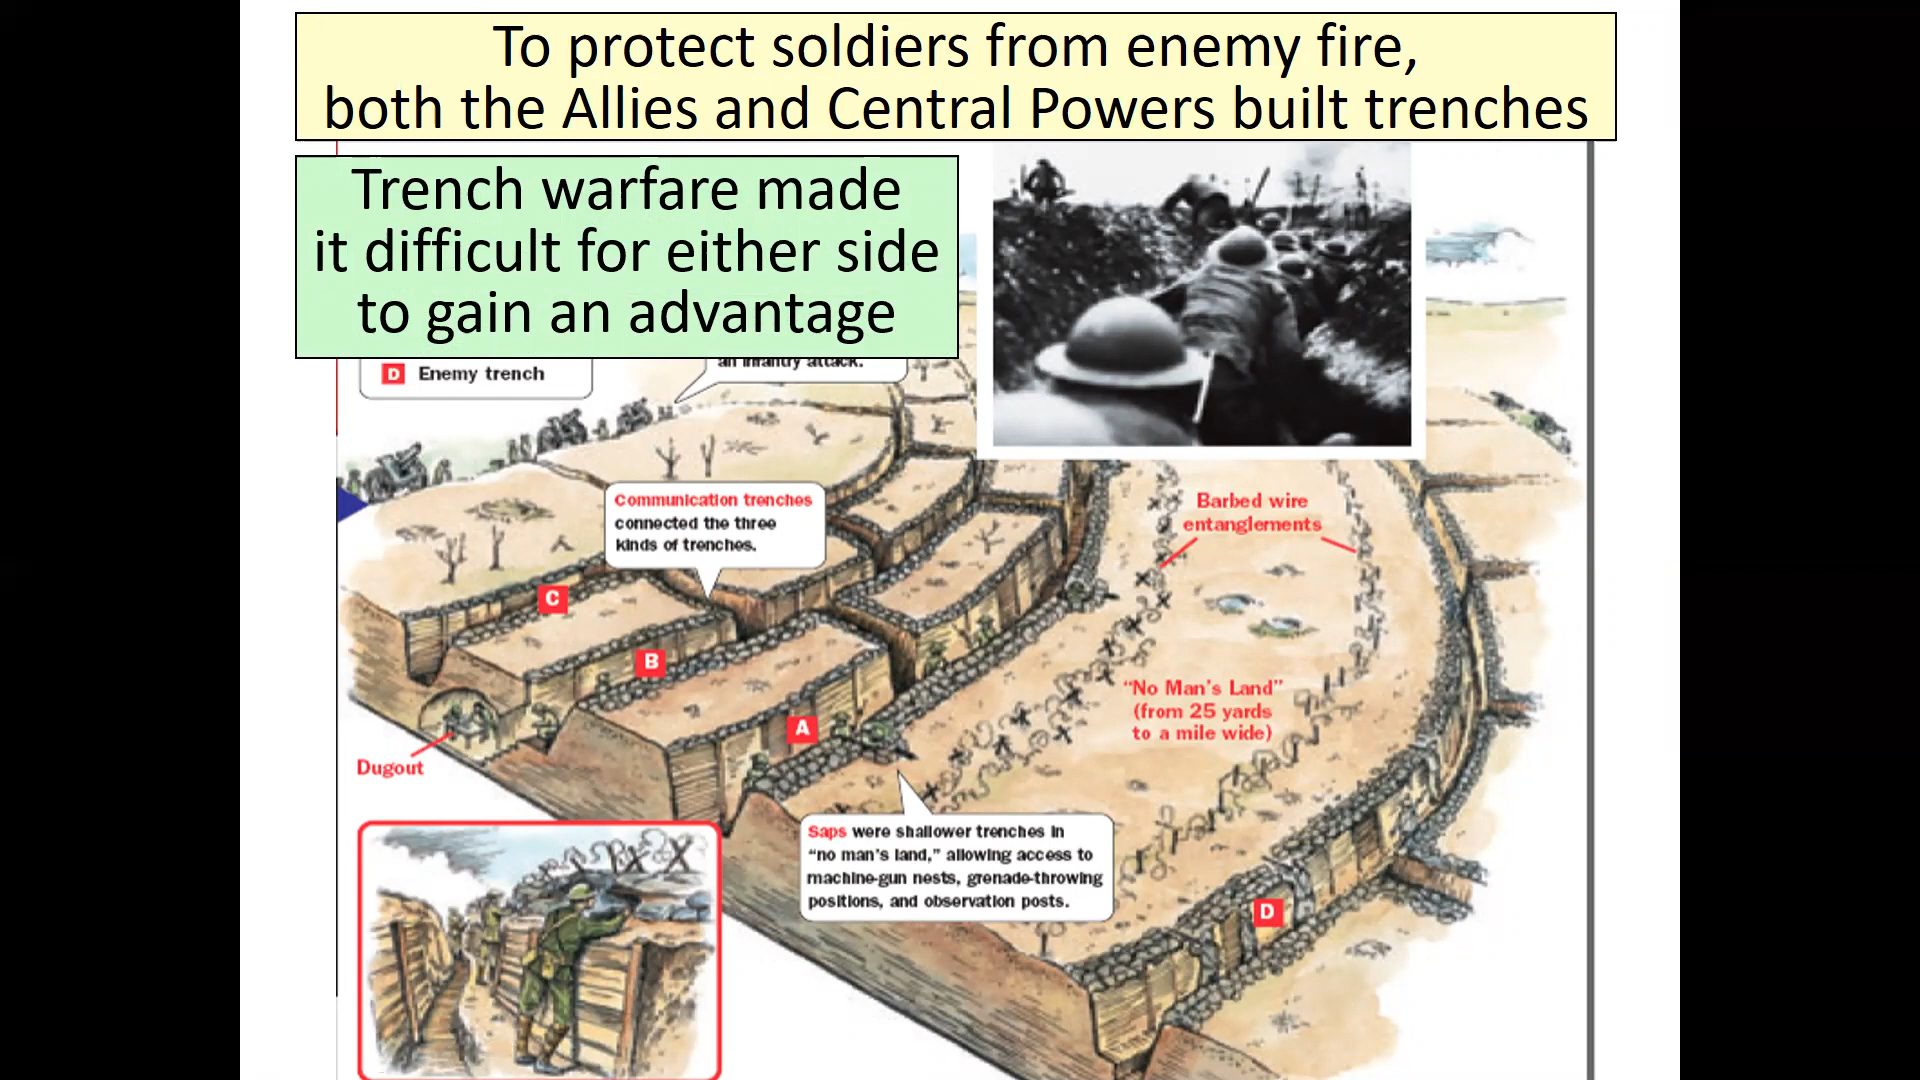 To protect soldiers from enemy fire,
both the Allies and Central Powers built trenches
Trench warfare made
it difficult for either side
to gain an advantage
an infantry attack.
D Enemy trench
Communication trenches
connected the three
kinds of trenches.
Barbed wire
entanglements
C
B
A
“No Man’s Land”
(from 25 yards
to a mile wide)
Dugout
Saps were shallower trenches in
“no man’s land,” allowing access to
machine-gun nests, grenade-throwing
positions, and observation posts.
D